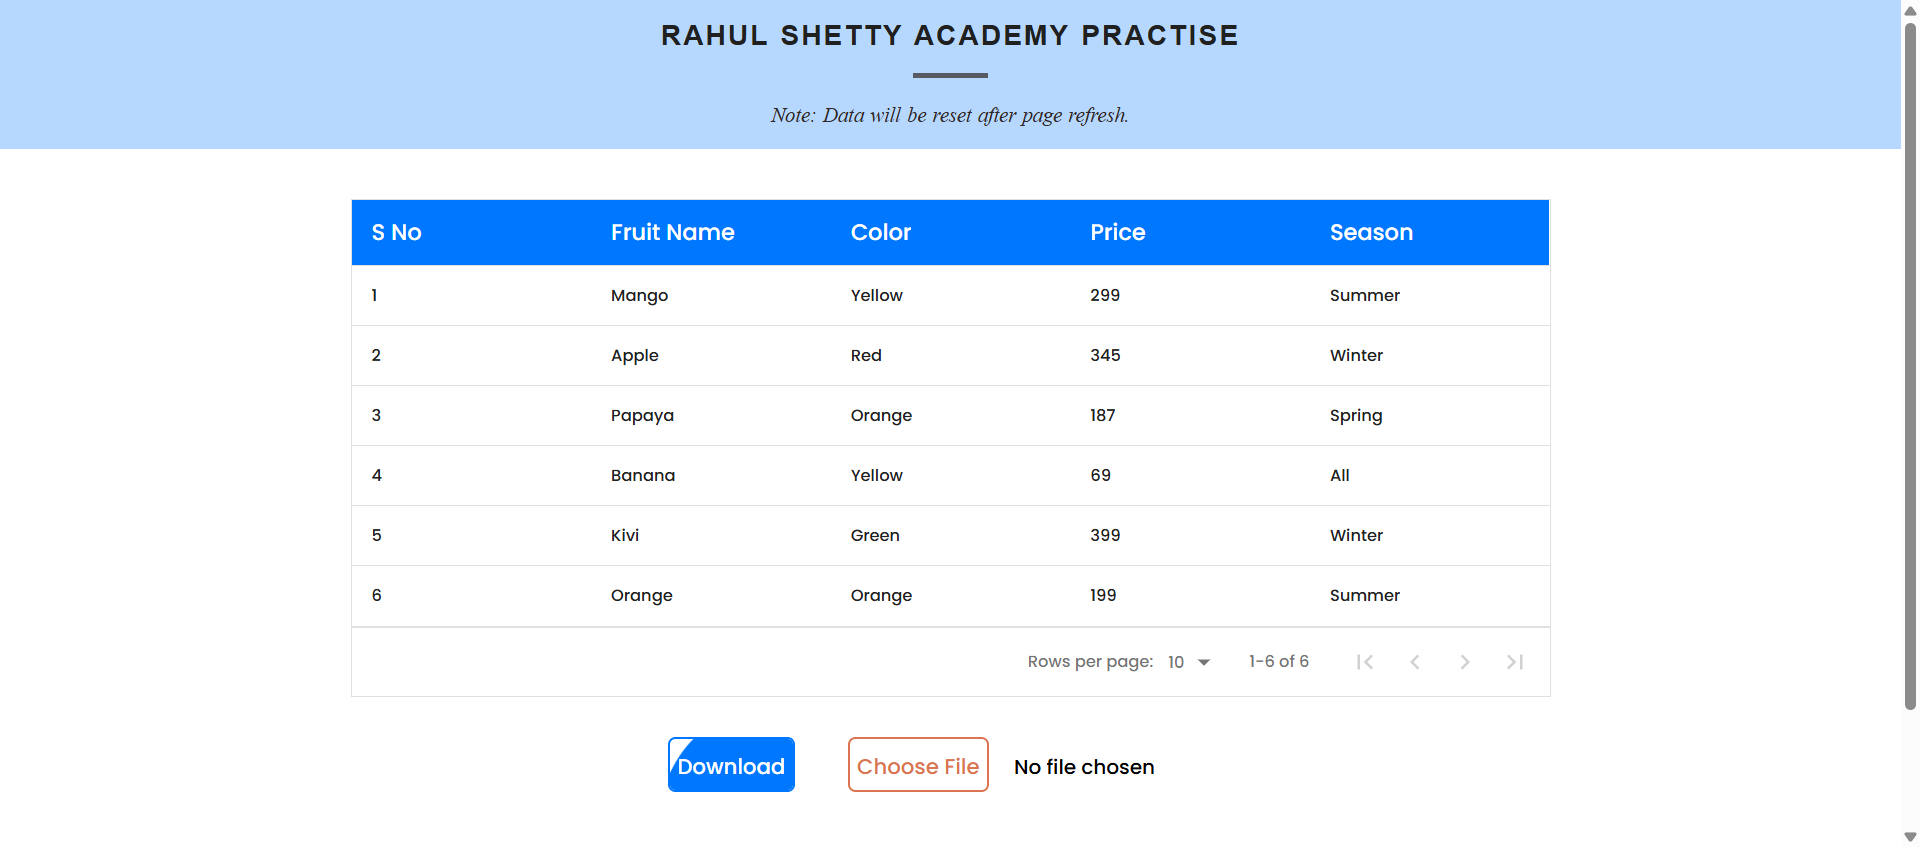 RAHUL SHETTY ACADEMY PRACTISE
Note: Data will be reset after page refresh.
S No Fruit Name Color Price Season
1 Mango Yellow 299 Summer
2 Apple Red 345 Winter
3 Papaya Orange 187 Spring
4 Banana Yellow 69 All
5 Kivi Green 399 Winter
6 Orange Orange 199 Summer
Rows per page: 10 1-6 of 6
Download Choose File No file chosen